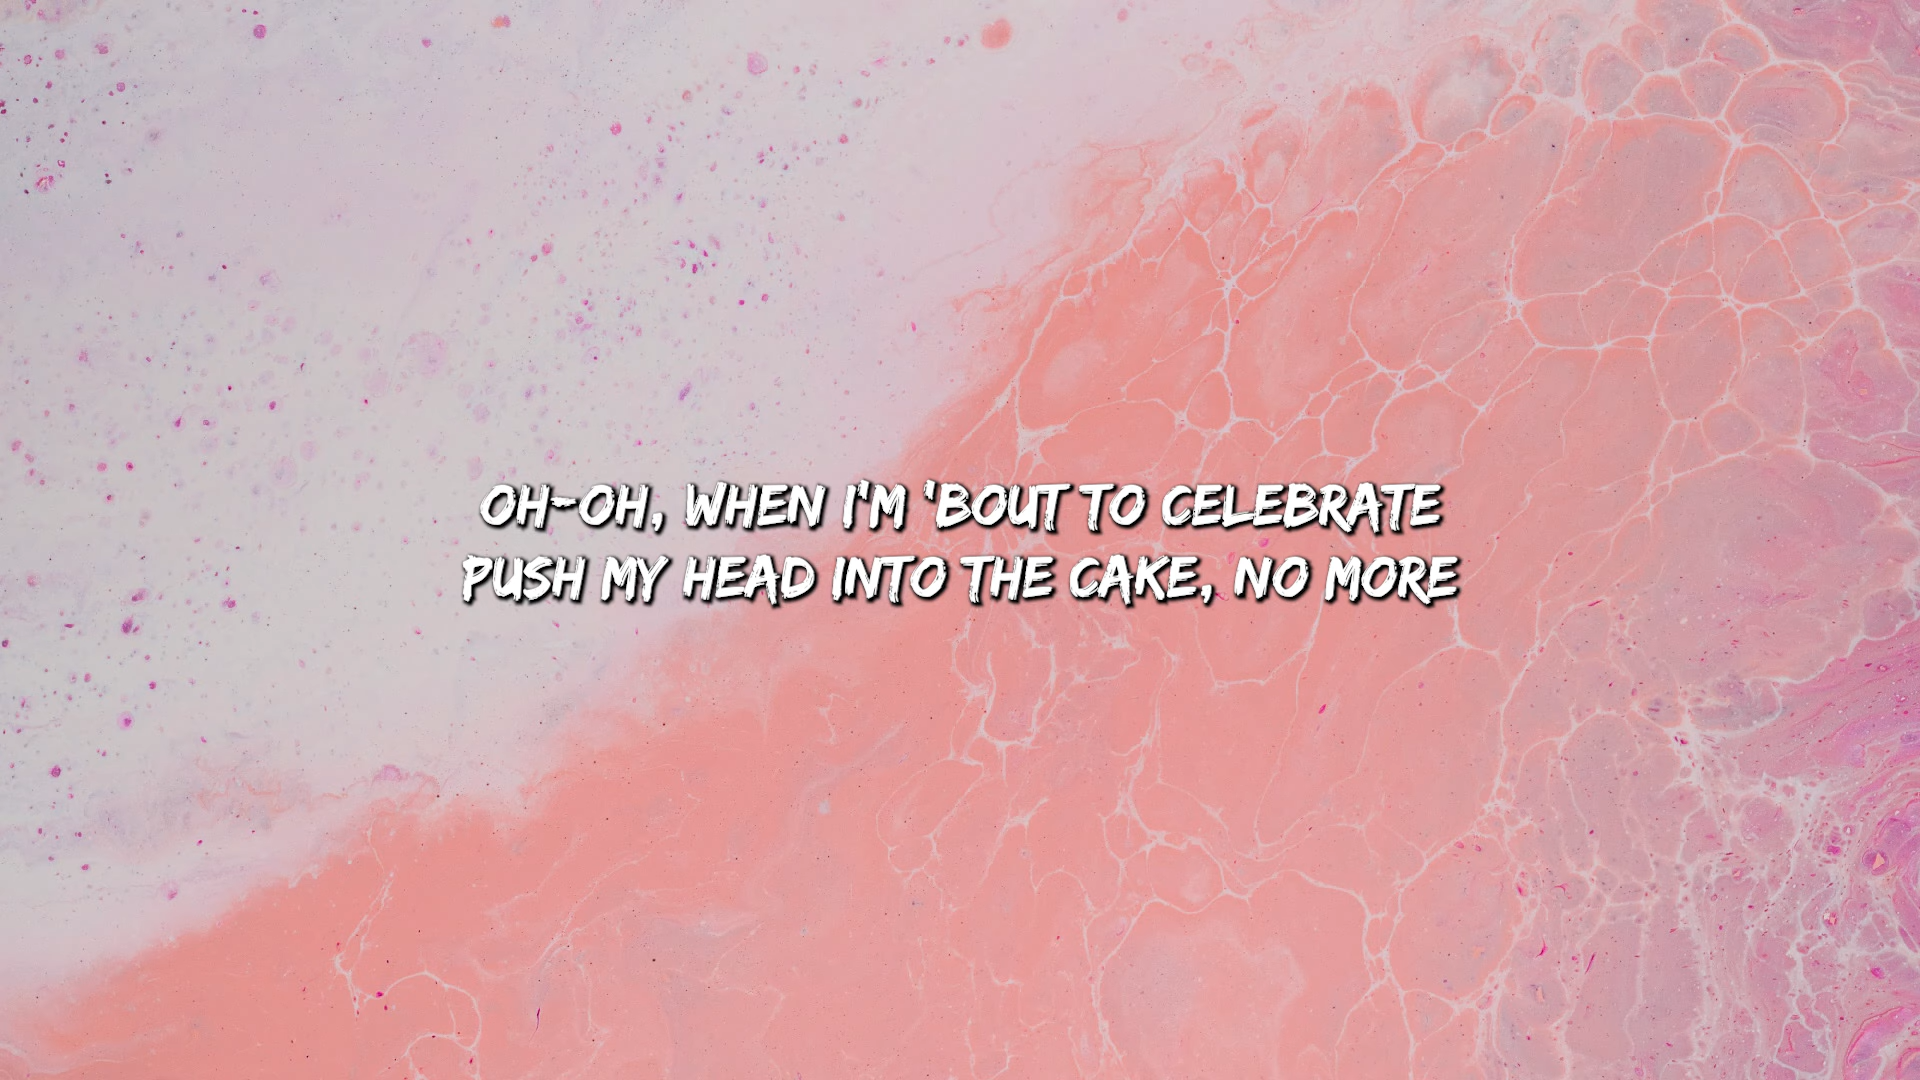 OH-OH, WHEN I'M 'BOUT TO CELEBRATE
PUSH MY HEAD INTO THE CAKE, NO MORE